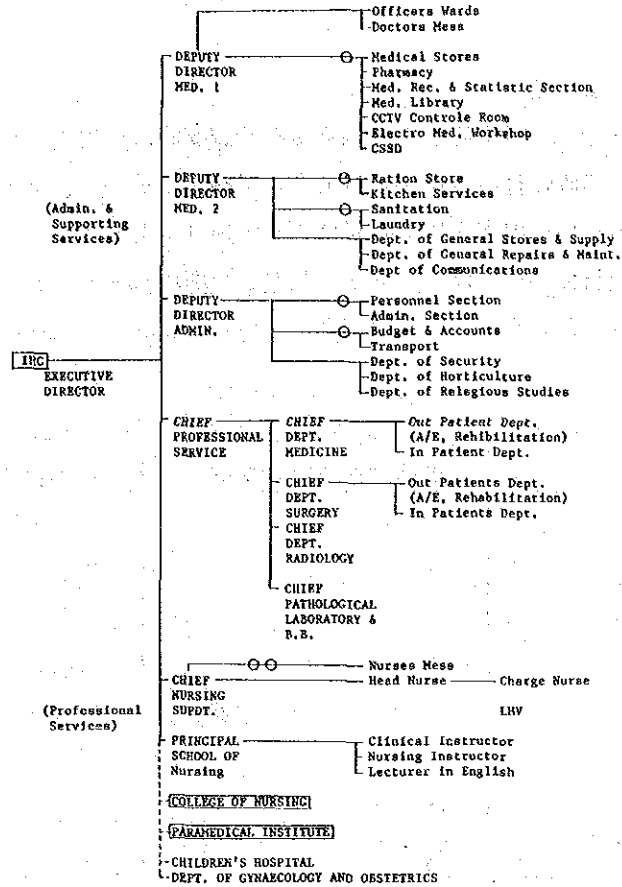 Officers Wards
Doctors Mess
DEPUTY DIRECTOR MED. 1
Medical Stores
Pharmacy
Med. Rec. & Statistic Section
Med. Library
CCTV Controle Room
Electro Med. Workshop
CSSD
(Admin. & Supporting Services)
DEPUTY DIRECTOR MED. 2
Ration Store
Kitchen Services
Sanitation
Laundry
Dept. of General Stores & Supply
Dept. of General Repairs & Maint.
Dept of Communications
DEPUTY DIRECTOR ADMIN.
Personnel Section
Admin. Section
Budget & Accounts
Transport
Dept. of Security
Dept. of Horticulture
Dept. of Relegious Studies
IHC
EXECUTIVE DIRECTOR
CHIEF PROFESSIONAL SERVICE
CHIEF DEPT. MEDICINE
Out Patient Dept.
(A/E, Rehibilitation)
In Patient Dept.
CHIEF DEPT. SURGERY
Out Patients Dept.
(A/E, Rehabilitation)
In Patients Dept.
CHIEF DEPT. RADIOLOGY
CHIEF PATHOLOGICAL LABORATORY & B.B.
Nurses Mess
CHIEF NURSING SUPDT.
Head Nurse
Charge Nurse
LHV
(Professional Services)
PRINCIPAL SCHOOL OF Nursing
Clinical Instructor
Nursing Instructor
Lecturer in English
COLLEGE OF NURSING
PARAMEDICAL INSTITUTE
CHILDREN'S HOSPITAL
DEPT. OF GYNAECOLOGY AND OBSTETRICS